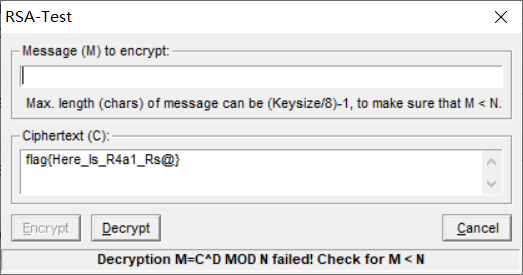 RSA-Test
Message (M) to encrypt:
Max. length (chars) of message can be (Keysize/8)-1, to make sure that M < N.
Ciphertext (C):
flag{Here_Is_R4a1_Rs@}
Encrypt
Decrypt
Cancel
Decryption M=C^D MOD N failed! Check for M < N